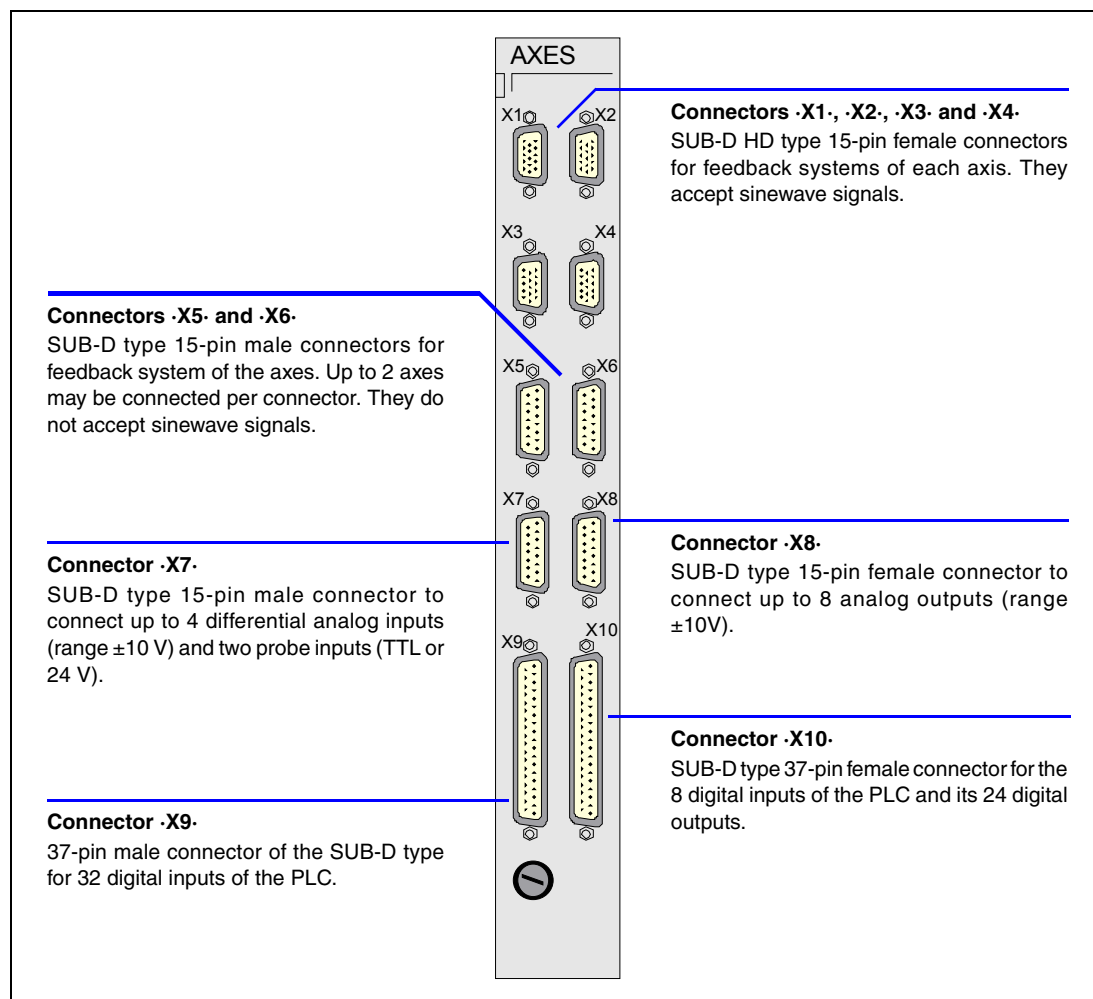 AXES
X1
X2
X3
X4
X5
X6
X7
X8
X9
X10
Connectors ·X1·, ·X2·, ·X3· and ·X4·
SUB-D HD type 15-pin female connectors
for feedback systems of each axis. They
accept sinewave signals.
Connectors ·X5· and ·X6·
SUB-D type 15-pin male connectors for
feedback system of the axes. Up to 2 axes
may be connected per connector. They do
not accept sinewave signals.
Connector ·X7·
SUB-D type 15-pin male connector to
connect up to 4 differential analog inputs
(range ±10 V) and two probe inputs (TTL or
24 V).
Connector ·X8·
SUB-D type 15-pin female connector to
connect up to 8 analog outputs (range
±10V).
Connector ·X9·
37-pin male connector of the SUB-D type
for 32 digital inputs of the PLC.
Connector ·X10·
SUB-D type 37-pin female connector for the
8 digital inputs of the PLC and its 24 digital
outputs.